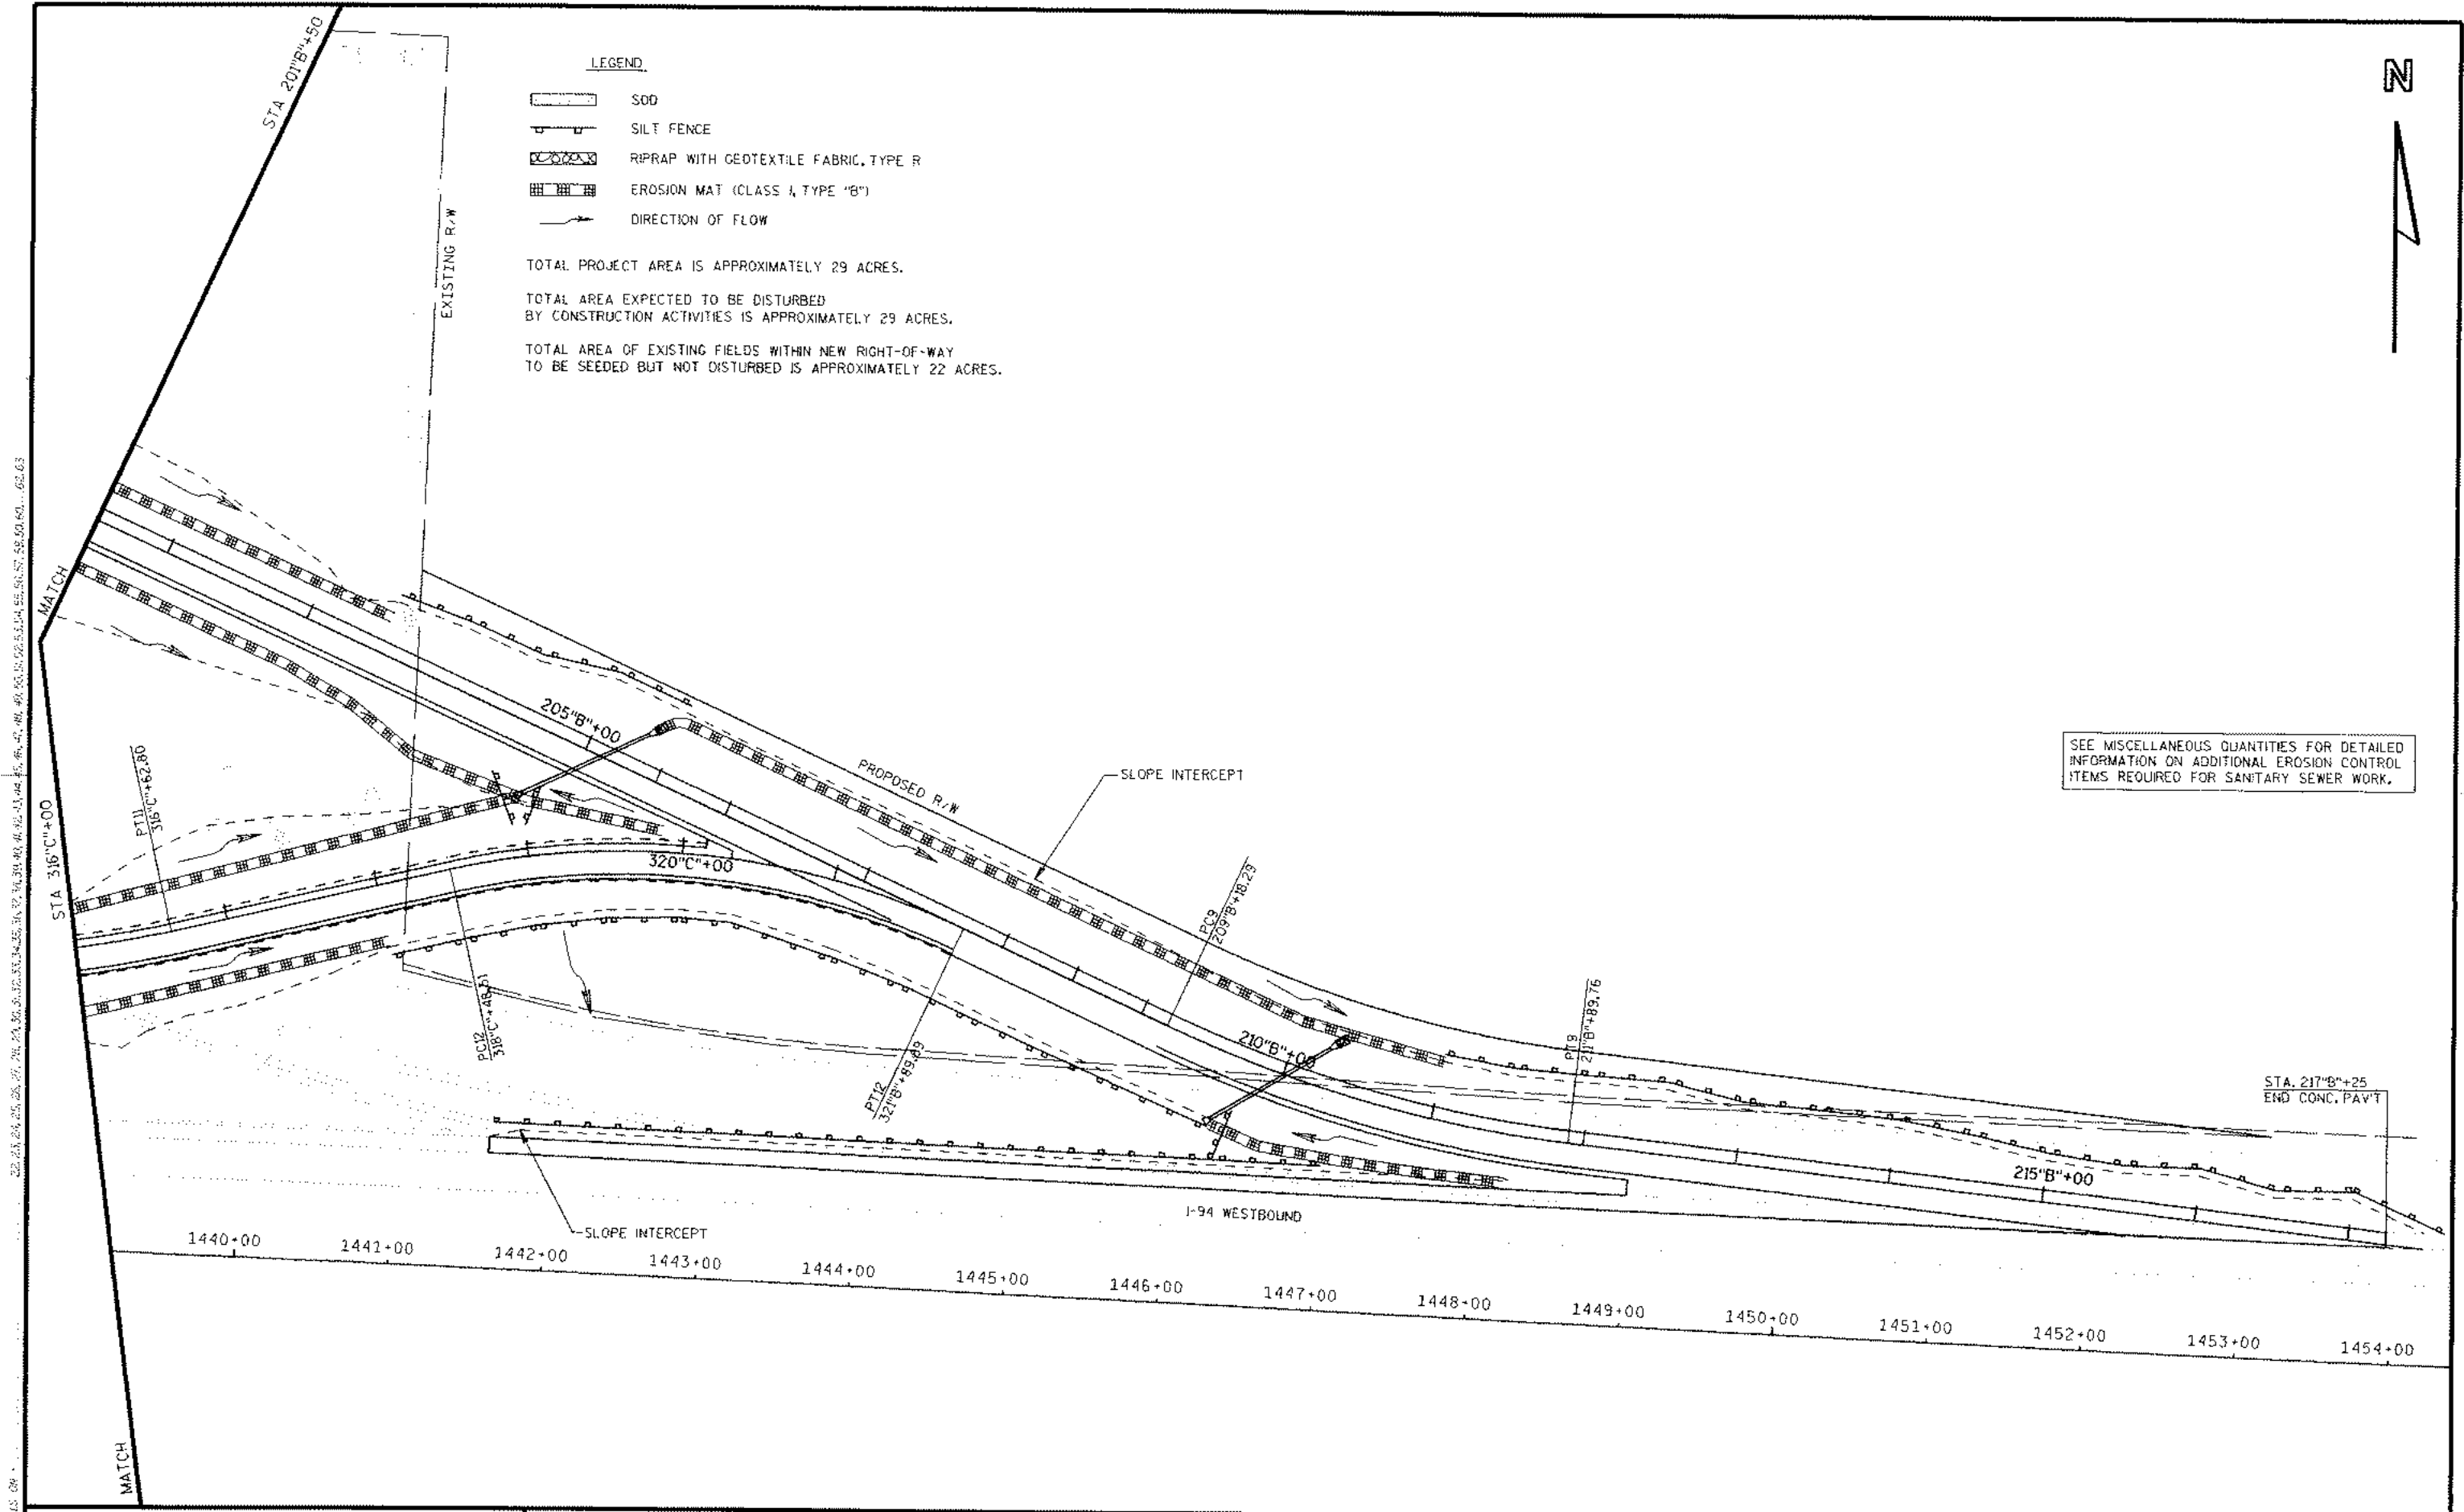 STA 201"B"+50
LEGEND
SOD
SILT FENCE
RIPRAP WITH GEOTEXTILE FABRIC, TYPE R
EROSION MAT (CLASS I, TYPE "B")
DIRECTION OF FLOW
TOTAL PROJECT AREA IS APPROXIMATELY 29 ACRES.
TOTAL AREA EXPECTED TO BE DISTURBED
BY CONSTRUCTION ACTIVITIES IS APPROXIMATELY 29 ACRES.
TOTAL AREA OF EXISTING FIELDS WITHIN NEW RIGHT-OF-WAY
TO BE SEEDED BUT NOT DISTURBED IS APPROXIMATELY 22 ACRES.
N
EXISTING R/W
MATCH
205"B"+00
PROPOSED R/W
SLOPE INTERCEPT
SEE MISCELLANEOUS QUANTITIES FOR DETAILED
INFORMATION ON ADDITIONAL EROSION CONTROL
ITEMS REQUIRED FOR SANITARY SEWER WORK.
PT11
316"C"+62.80
STA 316"C"+00
320"C"+00
PC9
209"B"+18.29
PC12
318"C"+48.51
PT12
321"B"+89.89
210"B"+00
PT9
211"B"+89.76
STA. 217"B"+25
END CONC. PAV'T
215"B"+00
I-94 WESTBOUND
SLOPE INTERCEPT
1440+00
1441+00
1442+00
1443+00
1444+00
1445+00
1446+00
1447+00
1448+00
1449+00
1450+00
1451+00
1452+00
1453+00
1454+00
MATCH